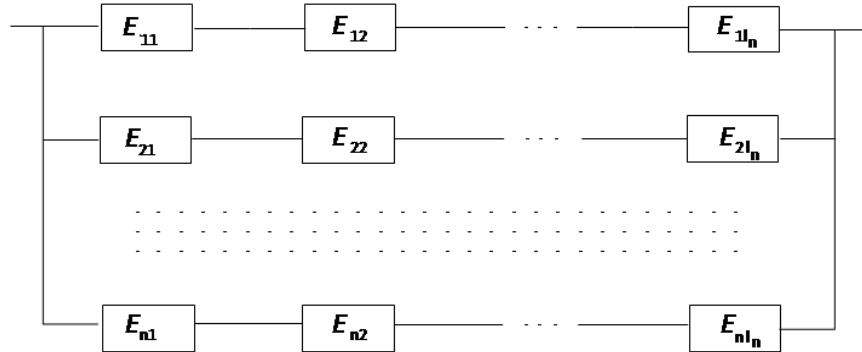 E₁₁ E₁₂ - - - E₁ₗₙ
E₂₁ E₂₂ - - - E₂ₗₙ
Eₙ₁ Eₙ₂ - - - Eₙₗₙ